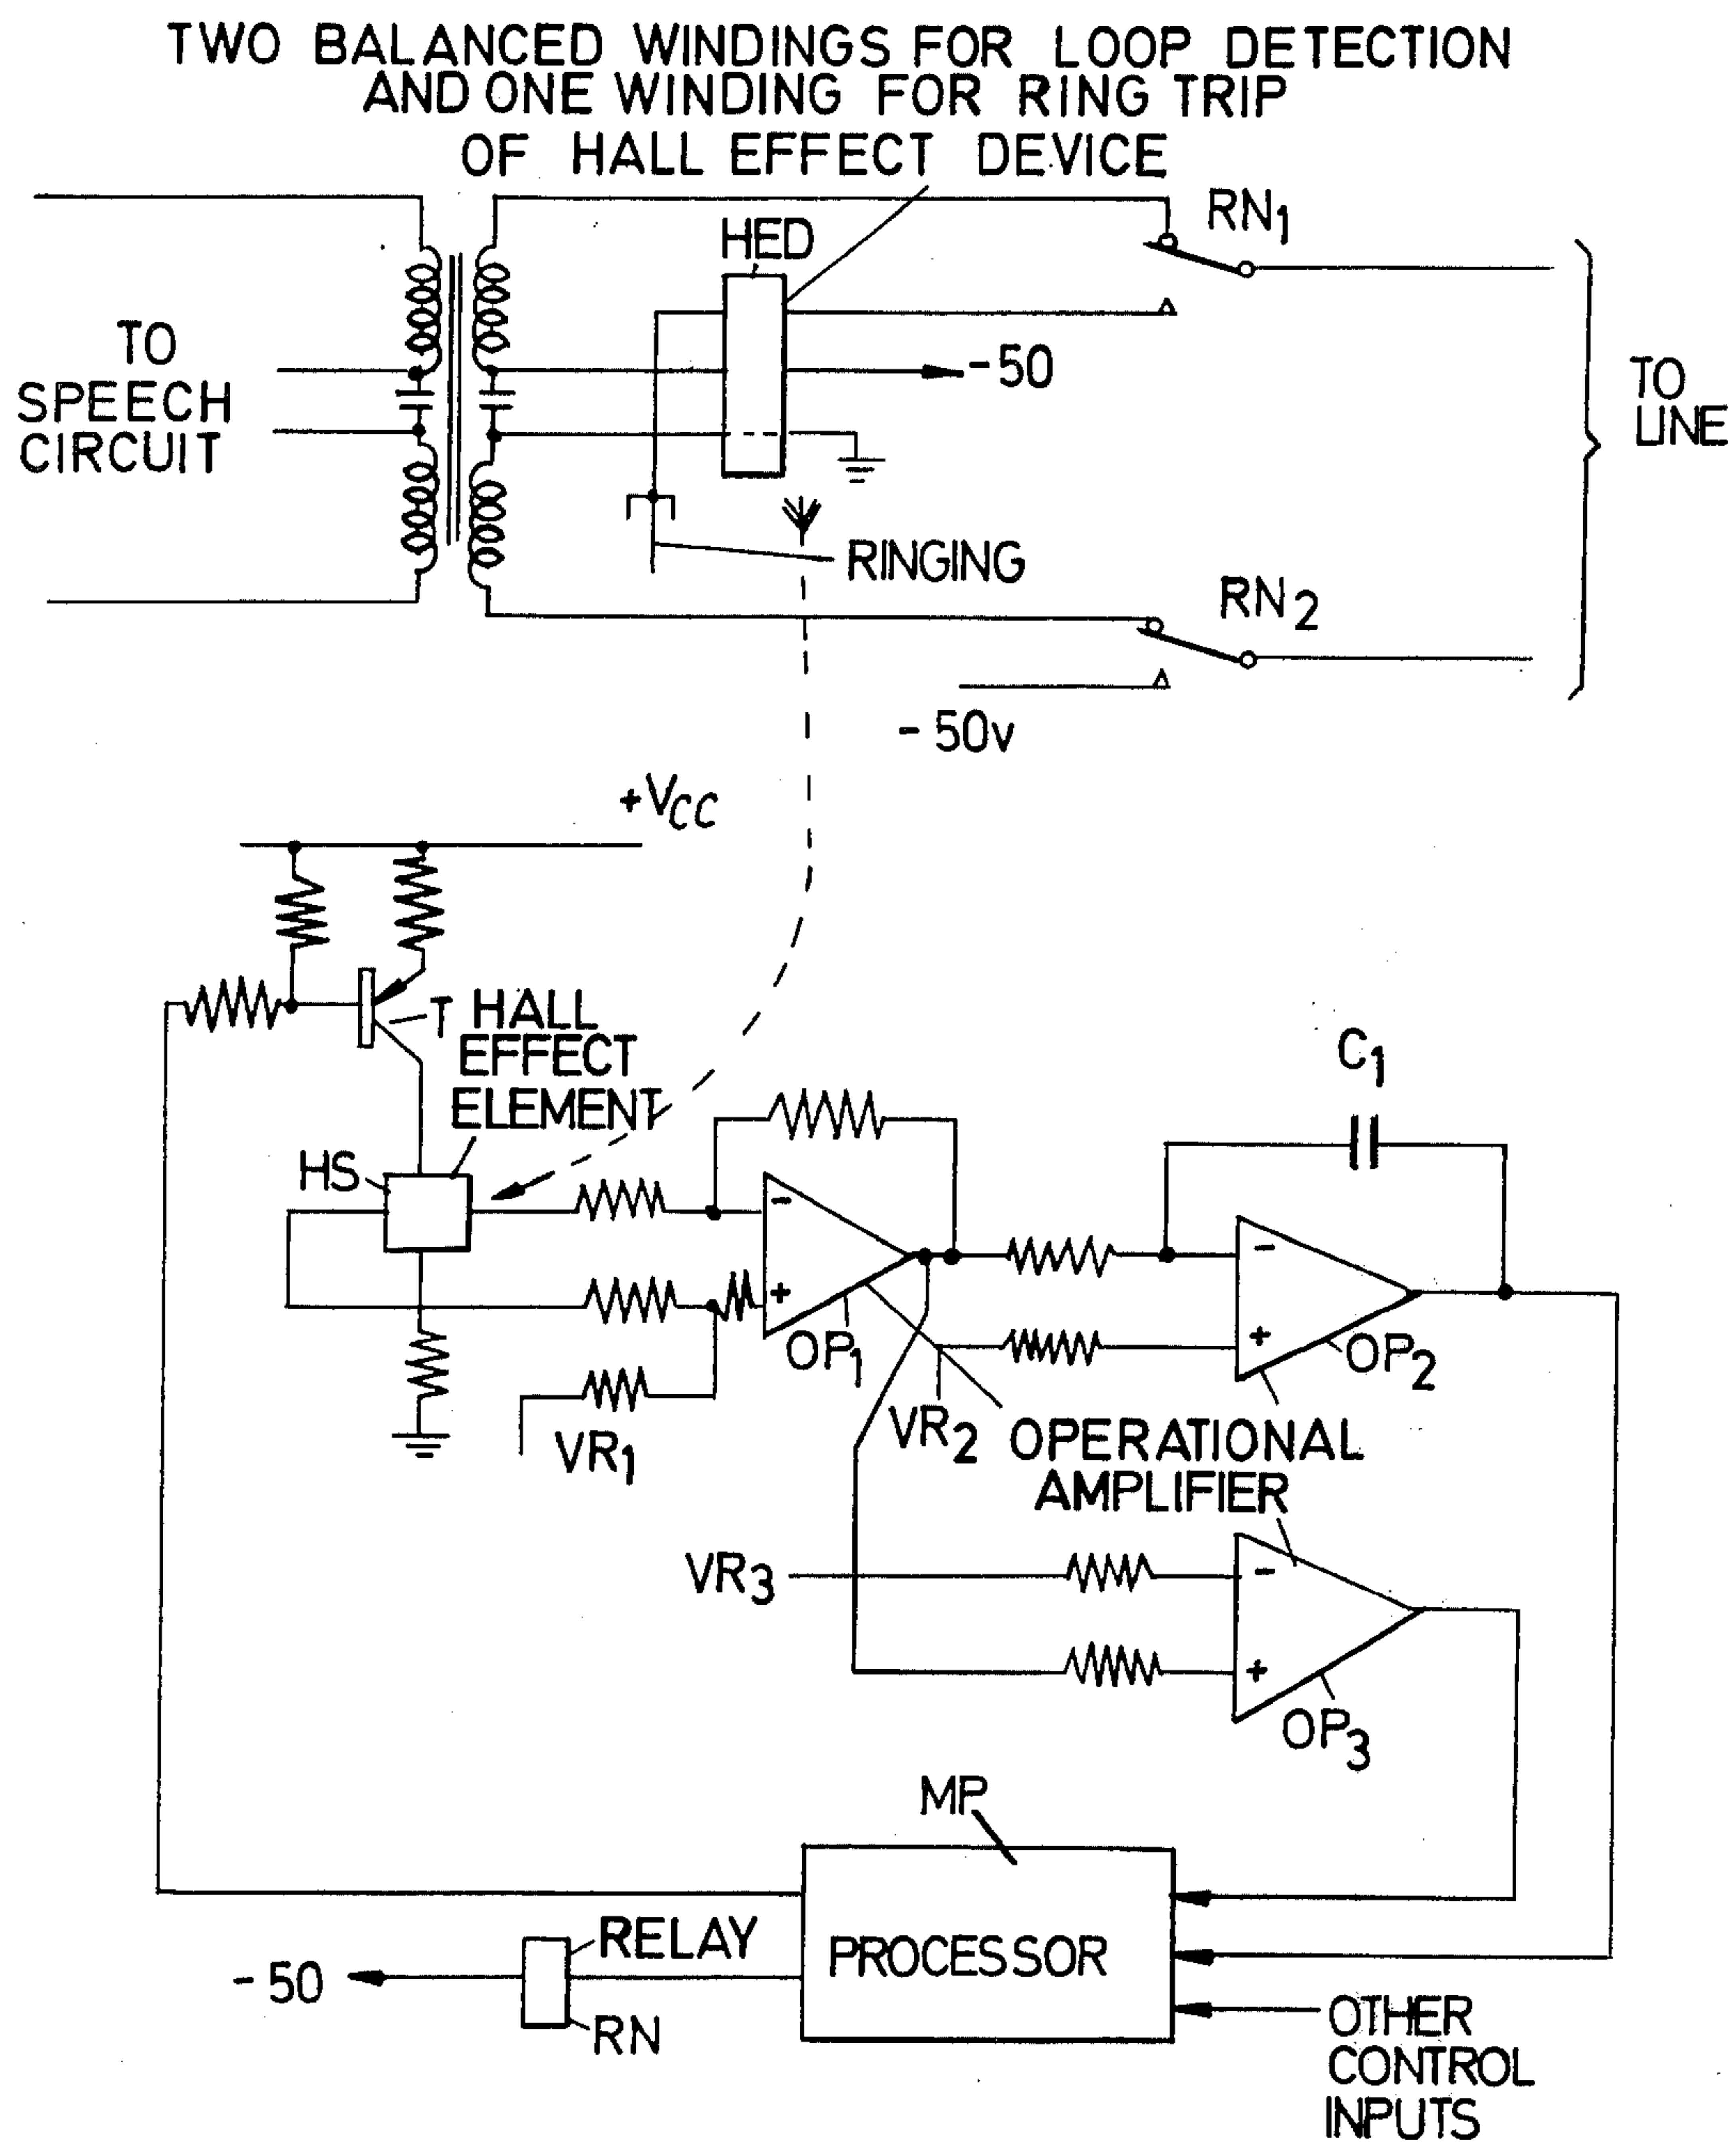 TWO BALANCED WINDINGS FOR LOOP DETECTION
AND ONE WINDING FOR RING TRIP
OF HALL EFFECT DEVICE
RN1
HED
TO
SPEECH
CIRCUIT
-50
TO
LINE
RINGING
RN2
-50v
+VCC
T
HALL
EFFECT
ELEMENT
C1
HS
-
+
OP1
-
+
OP2
VR1
VR2
OPERATIONAL
AMPLIFIER
VR3
-
+
OP3
MP
PROCESSOR
RELAY
-50
RN
OTHER
CONTROL
INPUTS